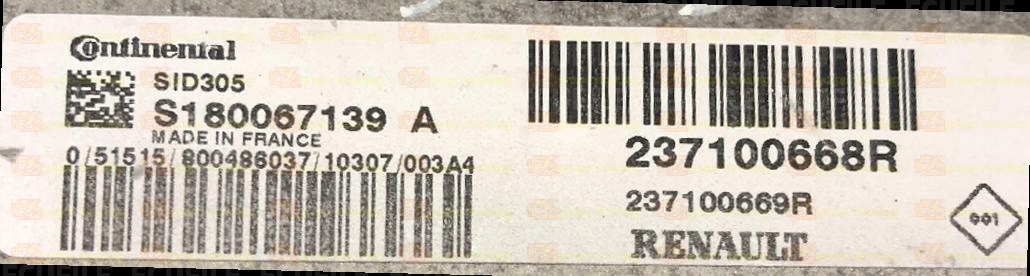 Continental
SID305
S180067139 A
MADE IN FRANCE
0/51515/800486037/10307/003A4
237100668R
237100669R
RENAULT
001